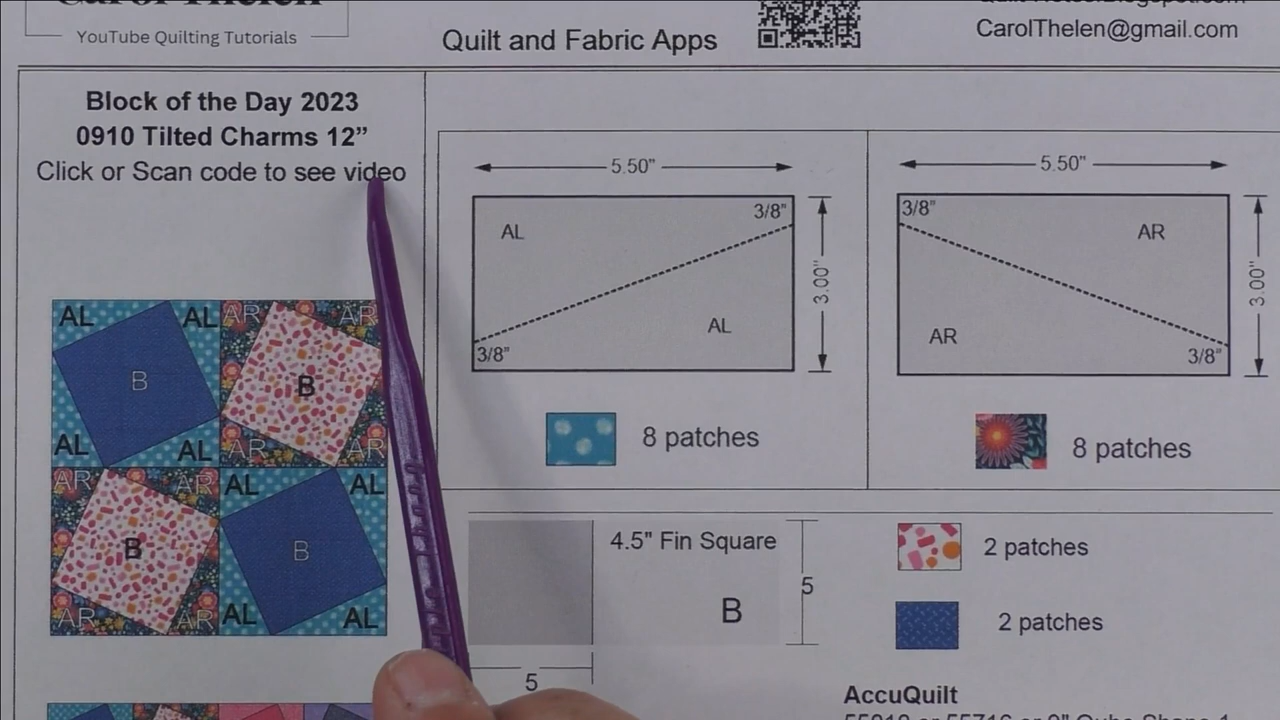 Carol Thelen
YouTube Quilting Tutorials
Quilt and Fabric Apps
CarolThelen@gmail.com
Block of the Day 2023
0910 Tilted Charms 12”
Click or Scan code to see video
AL AL AR AR
B B
AL AL AR AR
AR AR AL AL
B B
AR AR AL AL
5.50"
3/8"
AL
3.00"
AL
3/8"
8 patches
5.50"
3/8"
AR
3.00"
AR
3/8"
8 patches
4.5" Fin Square
B
5
5
2 patches
2 patches
AccuQuilt